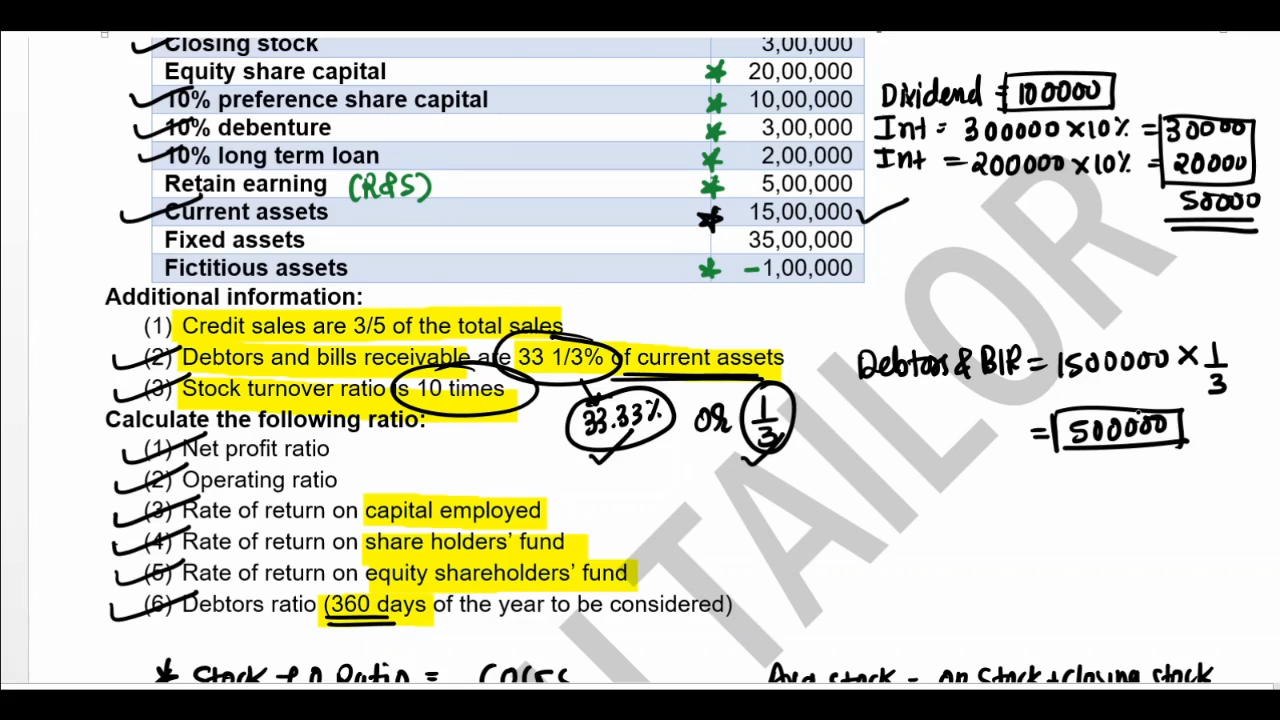 Closing stock 3,00,000
Equity share capital ★ 20,00,000
10% preference share capital ★ 10,00,000
10% debenture ★ 3,00,000
10% long term loan ★ 2,00,000
Retain earning (R&S) ★ 5,00,000
Current assets ★ 15,00,000
Fixed assets 35,00,000
Fictitious assets ★ -1,00,000
Dividend = 100000
Int = 300000 x 10% = 30000
Int = 200000 x 10% = 20000
50000
Additional information:
(1) Credit sales are 3/5 of the total sales
(2) Debtors and bills receivable are 33 1/3% of current assets
(3) Stock turnover ratio is 10 times
33.33% OR 1/3
Debtors & B/R = 1500000 x 1/3
= 500000
Calculate the following ratio:
(1) Net profit ratio
(2) Operating ratio
(3) Rate of return on capital employed
(4) Rate of return on share holders' fund
(5) Rate of return on equity shareholders' fund
(6) Debtors ratio (360 days of the year to be considered)
* Stock Ratio =
stock = stock + closing stock
TAILOR